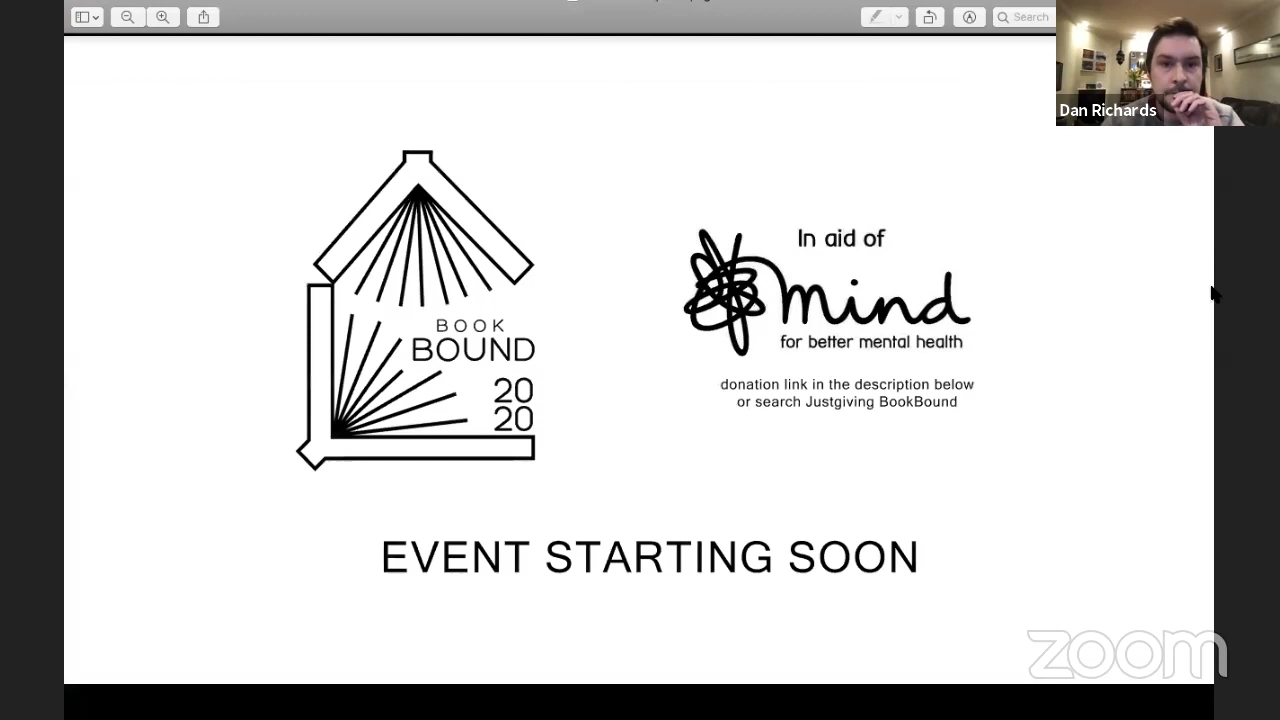 Search
Dan Richards
BOOK
BOUND
20
20
In aid of
mind
for better mental health
donation link in the description below
or search Justgiving BookBound
EVENT STARTING SOON
zoom